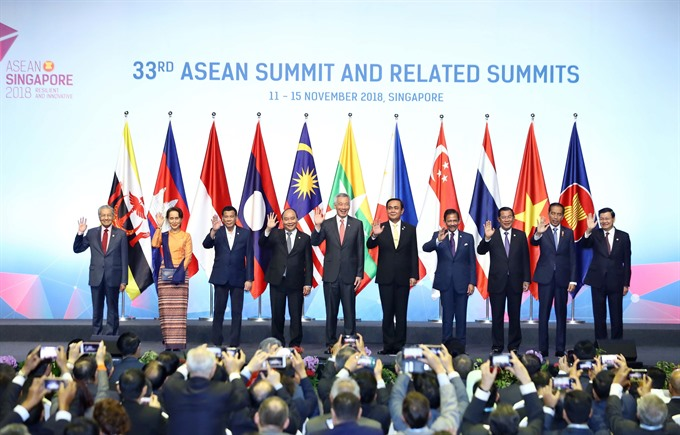 ASEAN
SINGAPORE
2018 RESILIENT
AND INNOVATIVE
33RD ASEAN SUMMIT AND RELATED SUMMITS
11 – 15 NOVEMBER 2018, SINGAPORE